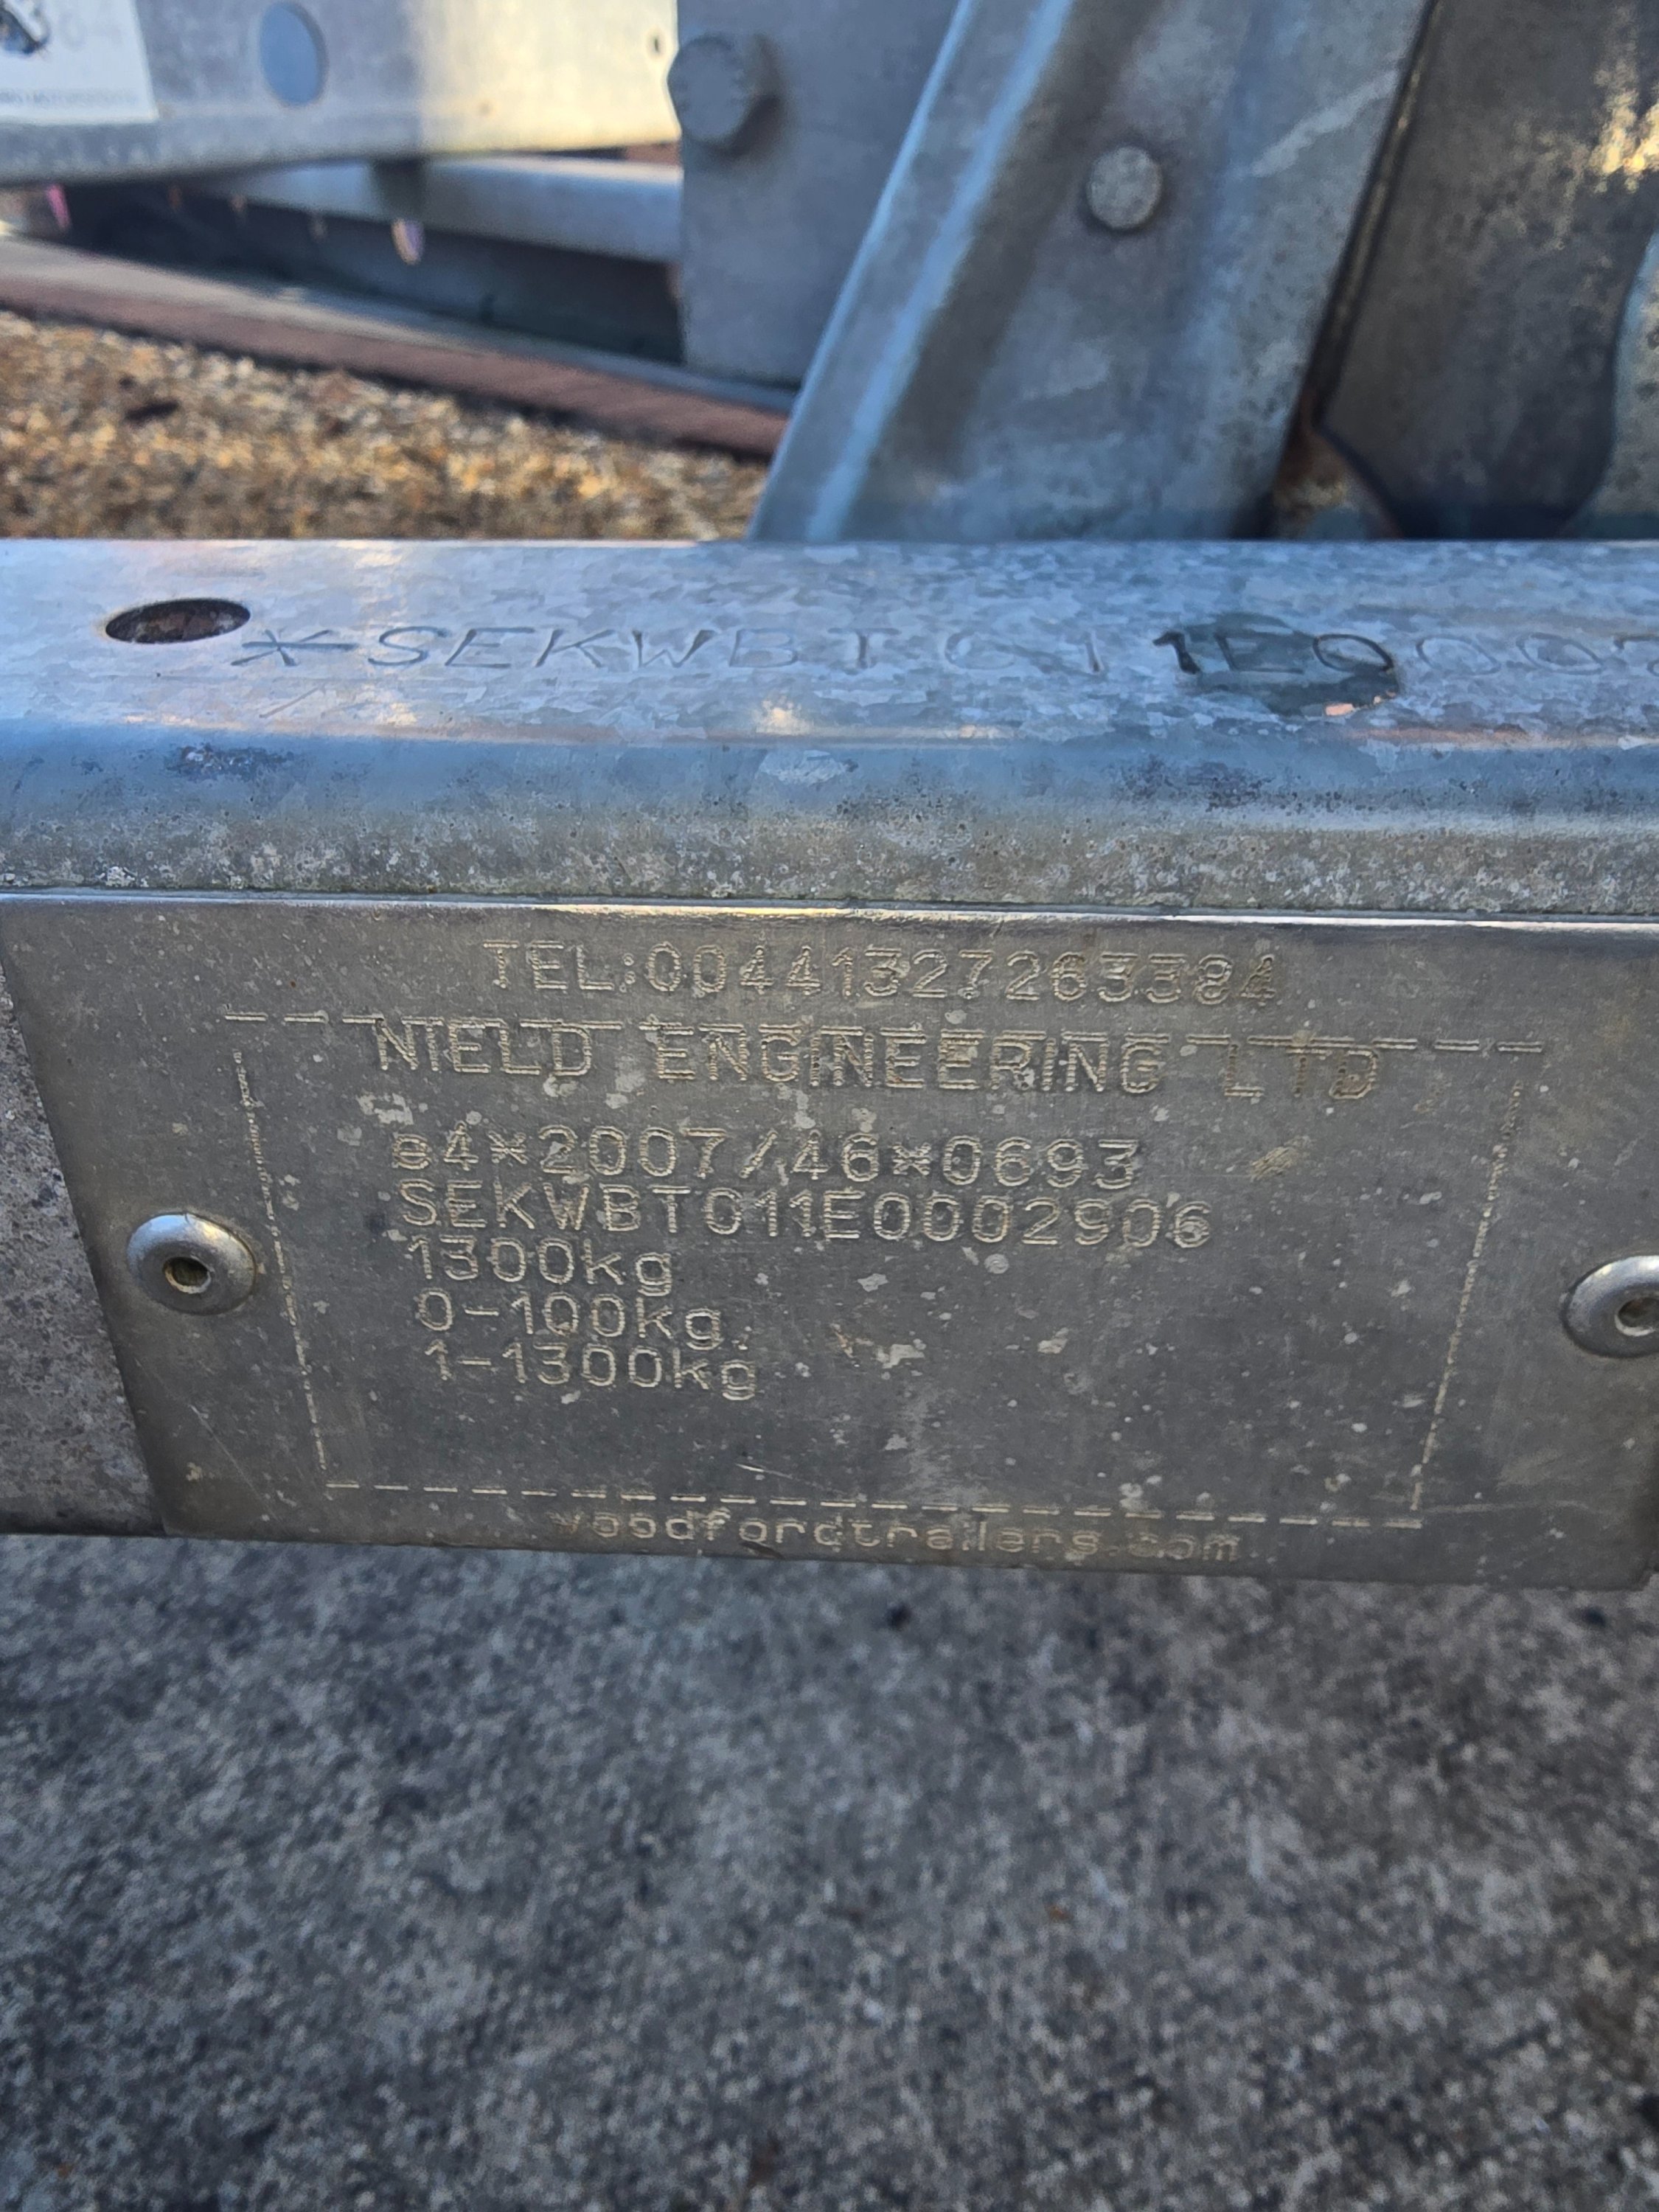 *SEKWBTC11E000
TEL:00441327263384
NIELD ENGINEERING LTD
e4*2007/46*0693
SEKWBTC11E0002906
1300kg
0-100kg
1-1300kg
woodfordtrailers.com